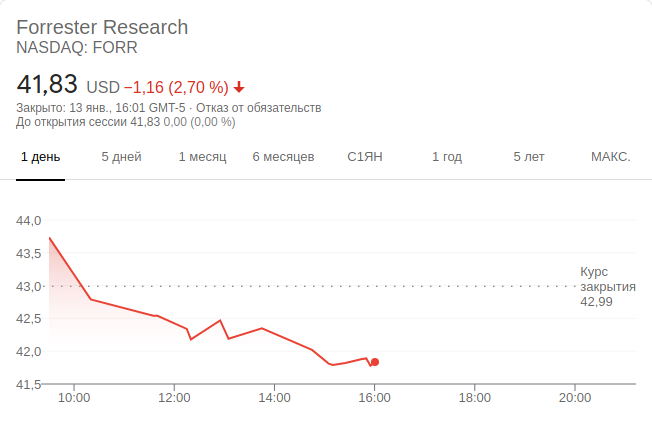 Forrester Research
NASDAQ: FORR
41,83 USD −1,16 (2,70 %)
Закрыто: 13 янв., 16:01 GMT-5 · Отказ от обязательств
До открытия сессии 41,83 0,00 (0,00 %)
1 день 5 дней 1 месяц 6 месяцев С1ЯН 1 год 5 лет МАКС.
44,0
43,5
43,0
42,5
42,0
41,5
Курс
закрытия
42,99
10:00 12:00 14:00 16:00 18:00 20:00